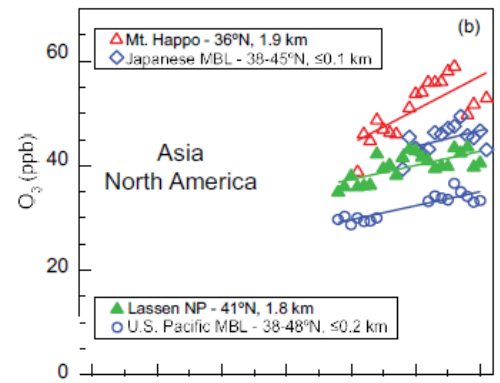 (b)
60
Mt. Happo - 36ºN, 1.9 km
Japanese MBL - 38-45ºN, ≤0.1 km
O3 (ppb)
40
Asia
North America
20
Lassen NP - 41ºN, 1.8 km
U.S. Pacific MBL - 38-48ºN, ≤0.2 km
0